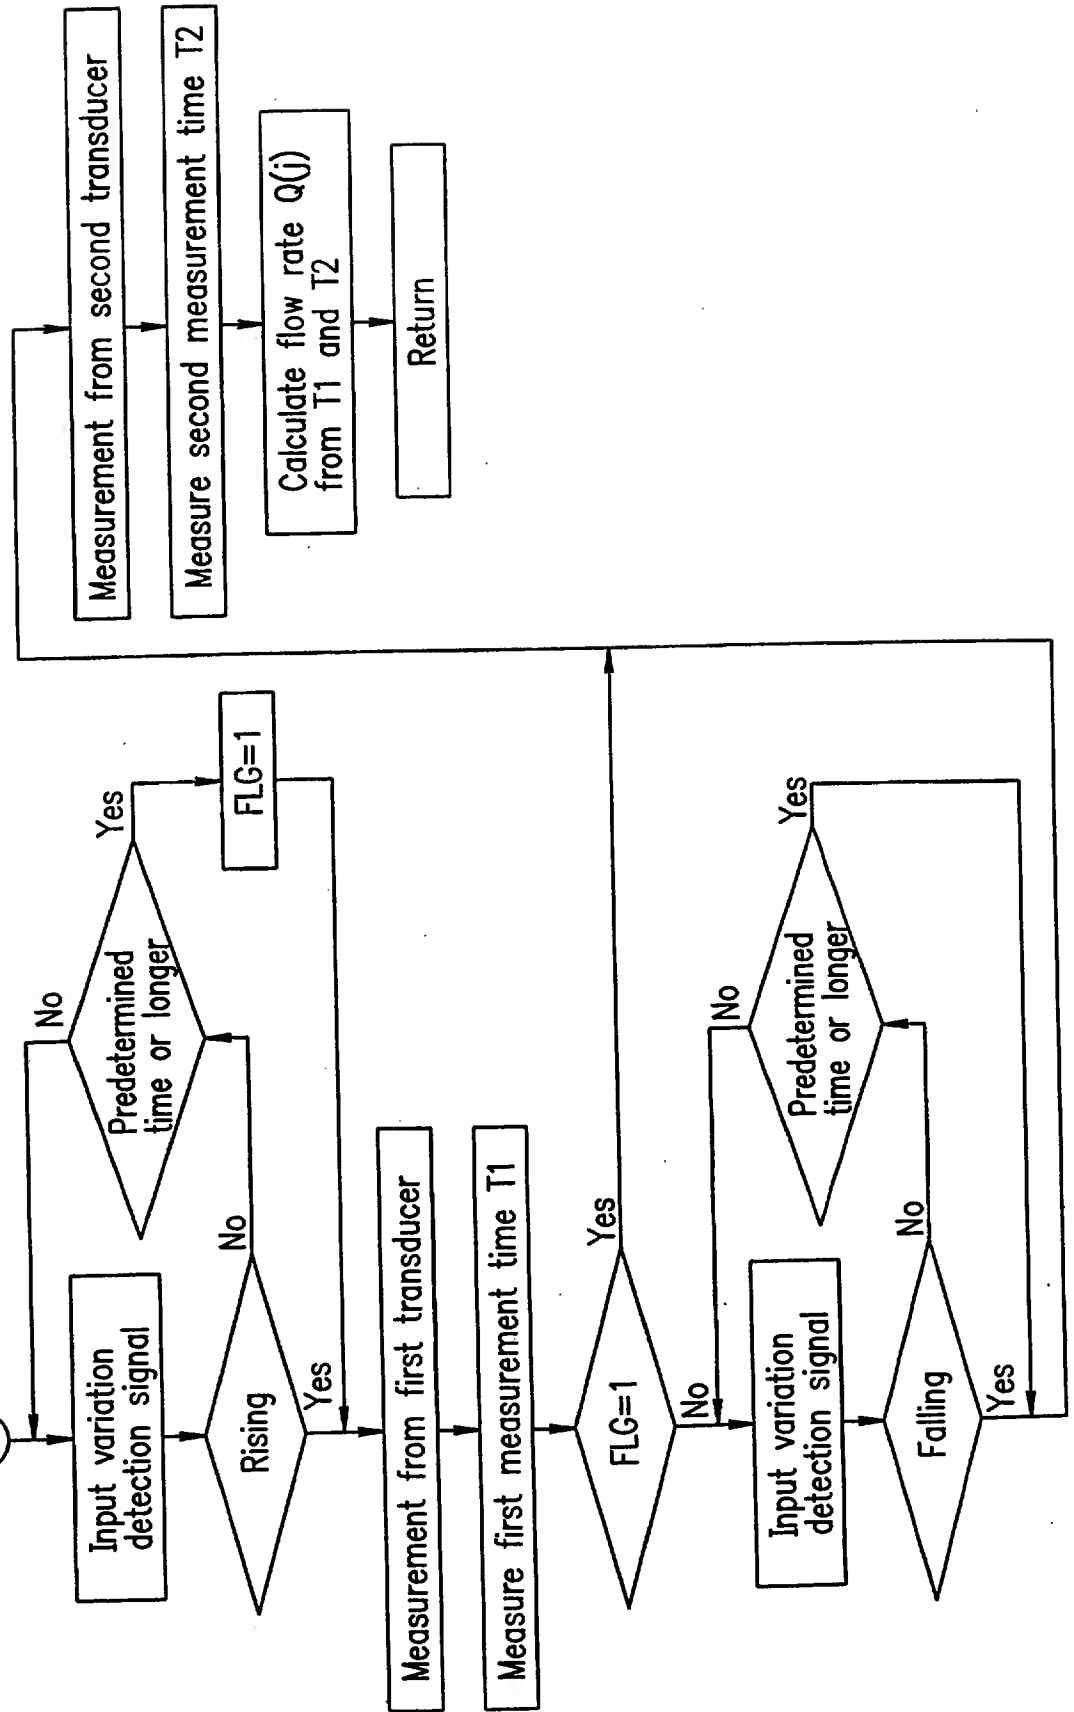 Input variation
detection signal
Rising
No
Yes
Predetermined
time or longer
No
Yes
FLG=1
Measurement from first transducer
Measure first measurement time T1
FLG=1
Yes
No
Input variation
detection signal
Falling
No
Yes
Predetermined
time or longer
No
Yes
Measurement from second transducer
Measure second measurement time T2
Calculate flow rate Q(j)
from T1 and T2
Return